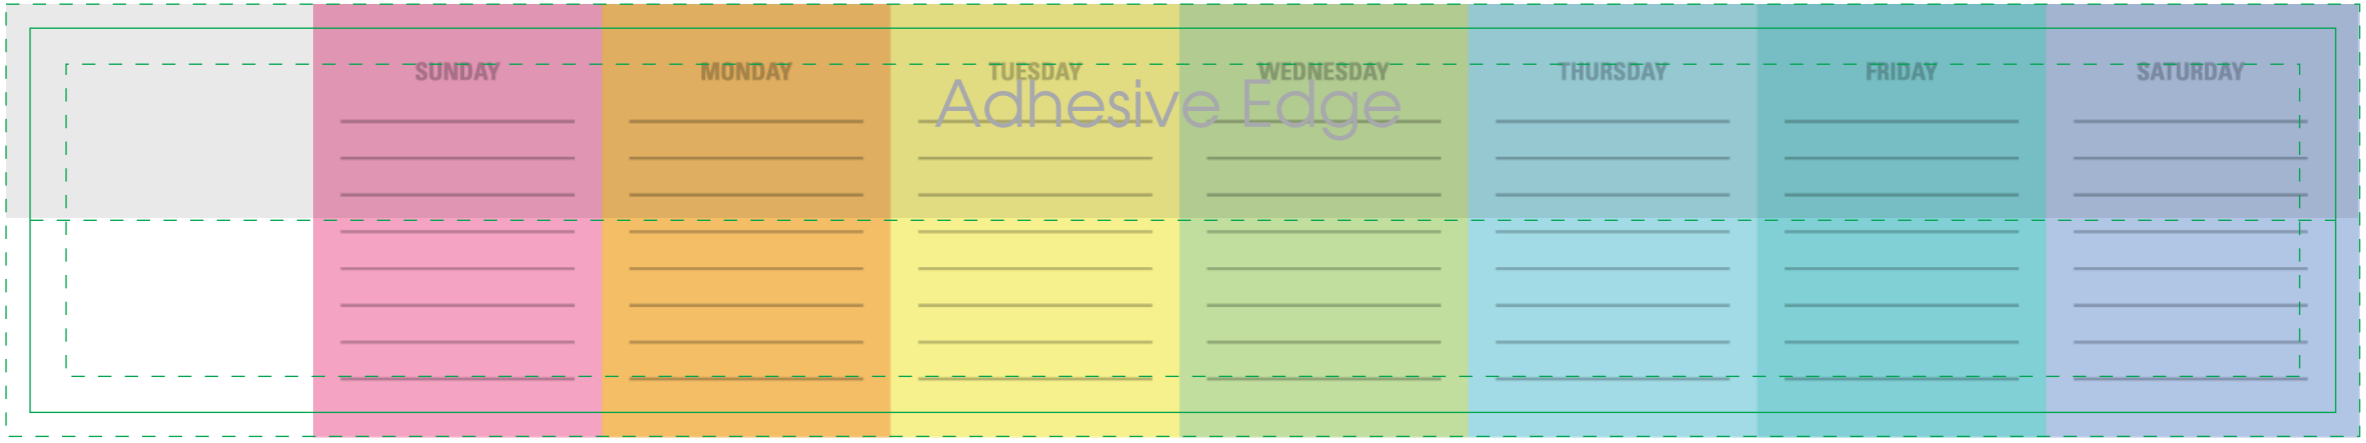 SUNDAY MONDAY TUESDAY WEDNESDAY THURSDAY FRIDAY SATURDAY
Adhesive Edge